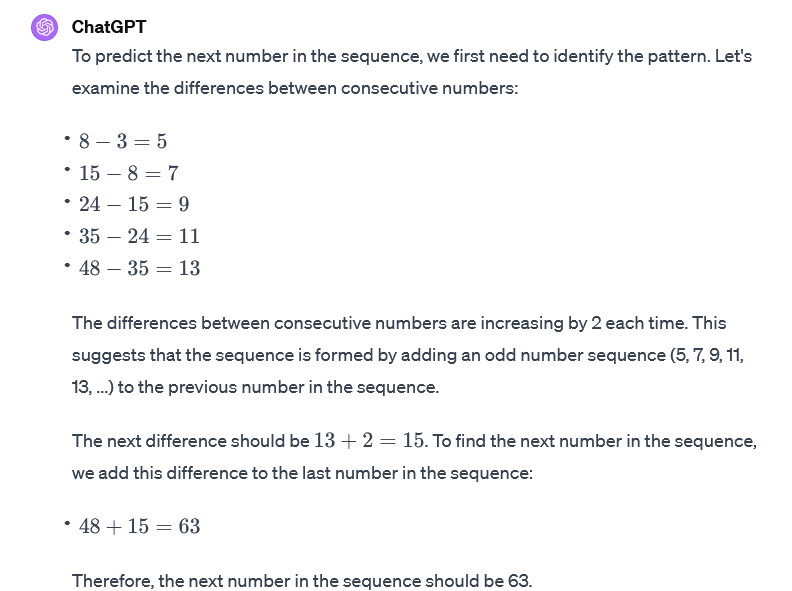 ChatGPT
To predict the next number in the sequence, we first need to identify the pattern. Let's
examine the differences between consecutive numbers:
• 8 − 3 = 5
• 15 − 8 = 7
• 24 − 15 = 9
• 35 − 24 = 11
• 48 − 35 = 13
The differences between consecutive numbers are increasing by 2 each time. This
suggests that the sequence is formed by adding an odd number sequence (5, 7, 9, 11,
13, ...) to the previous number in the sequence.
The next difference should be 13 + 2 = 15. To find the next number in the sequence,
we add this difference to the last number in the sequence:
• 48 + 15 = 63
Therefore, the next number in the sequence should be 63.